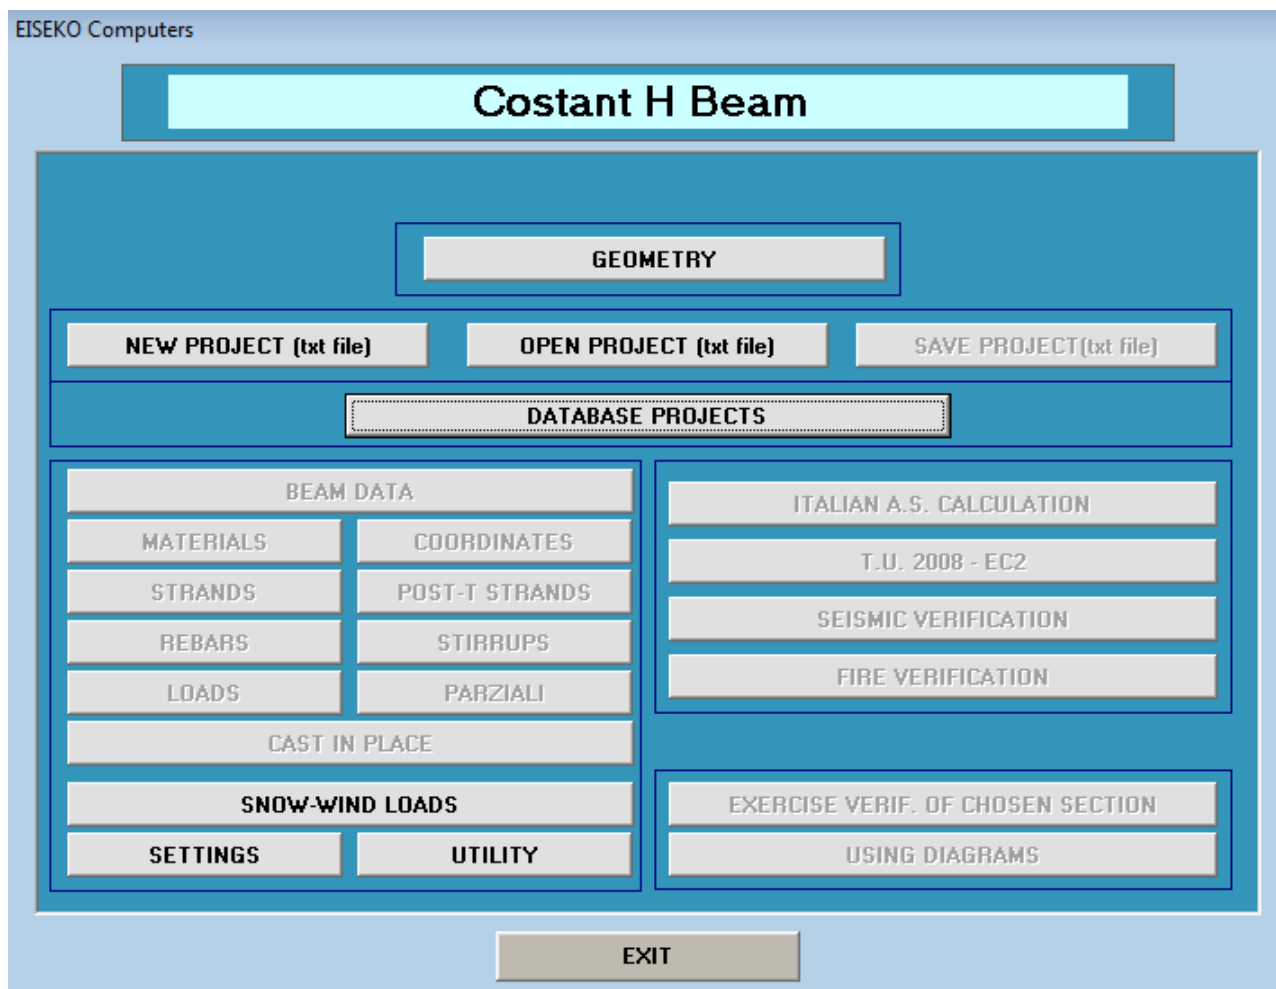 EISEKO Computers
Costant H Beam
GEOMETRY
NEW PROJECT (txt file)
OPEN PROJECT (txt file)
SAVE PROJECT(txt file)
DATABASE PROJECTS
BEAM DATA
MATERIALS
COORDINATES
STRANDS
POST-T STRANDS
REBARS
STIRRUPS
LOADS
PARZIALI
CAST IN PLACE
SNOW-WIND LOADS
SETTINGS
UTILITY
ITALIAN A.S. CALCULATION
T.U. 2008 - EC2
SEISMIC VERIFICATION
FIRE VERIFICATION
EXERCISE VERIF. OF CHOSEN SECTION
USING DIAGRAMS
EXIT